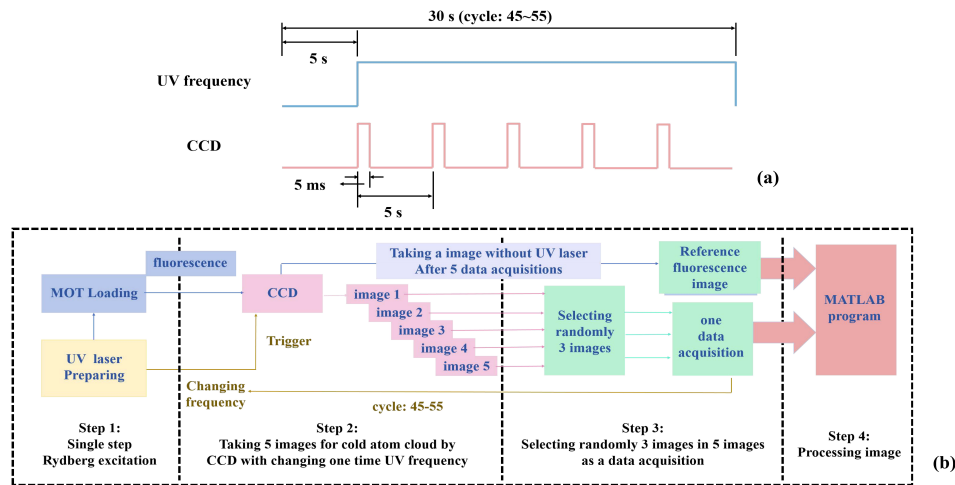 30 s (cycle: 45~55)
5 s
UV frequency
CCD
5 ms
5 s
(a)
fluorescence
MOT Loading
UV laser
Preparing
CCD
Trigger
Changing
frequency
Taking a image without UV laser
After 5 data acquisitions
image 1
image 2
image 3
image 4
image 5
cycle: 45-55
Selecting
randomly
3 images
Reference
fluorescence
image
one
data
acquisition
MATLAB
program
Step 1:
Single step
Rydberg excitation
Step 2:
Taking 5 images for cold atom cloud by
CCD with changing one time UV frequency
Step 3:
Selecting randomly 3 images in 5 images
as a data acquisition
Step 4:
Processing image
(b)